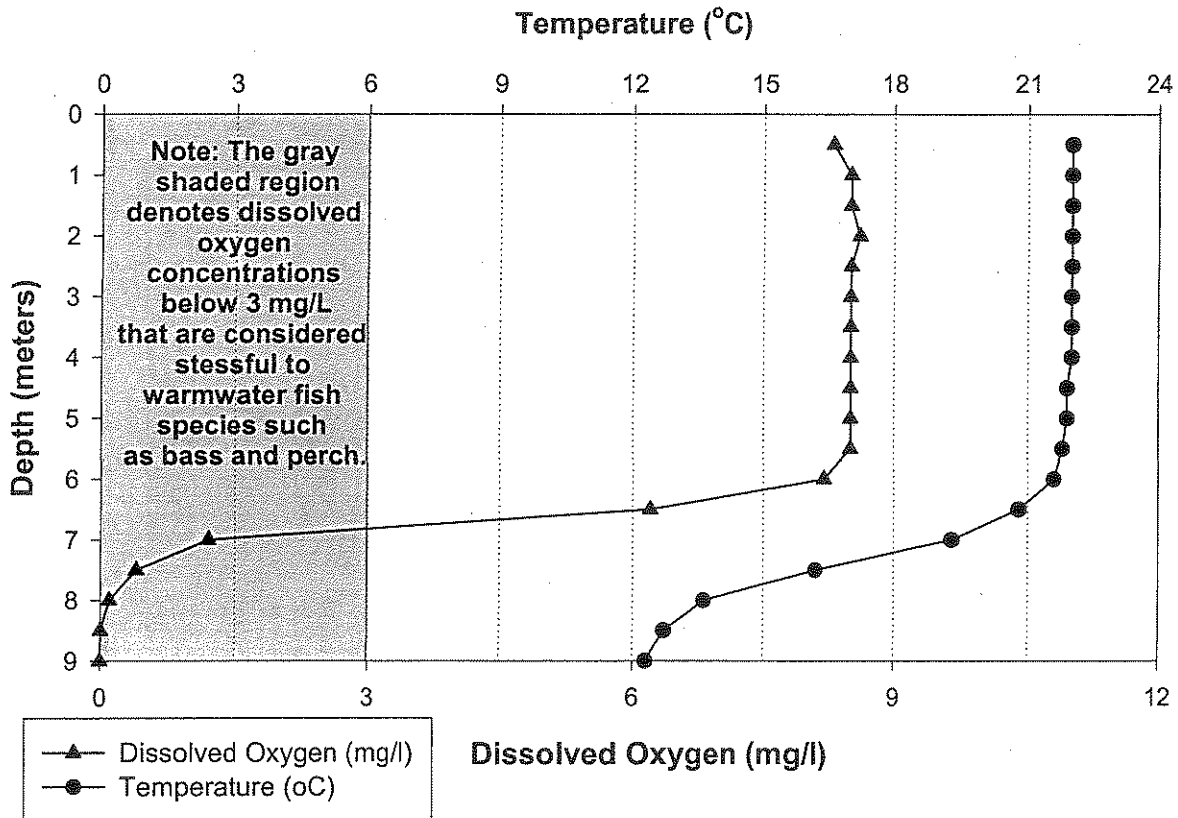 Temperature (°C)
0 3 6 9 12 15 18 21 24
0
1
2
3
4
5
6
7
8
9
Depth (meters)
Note: The gray
shaded region
denotes dissolved
oxygen
concentrations
below 3 mg/L
that are considered
stessful to
warmwater fish
species such
as bass and perch.
0 3 6 9 12
Dissolved Oxygen (mg/l)
Dissolved Oxygen (mg/l)
Temperature (oC)